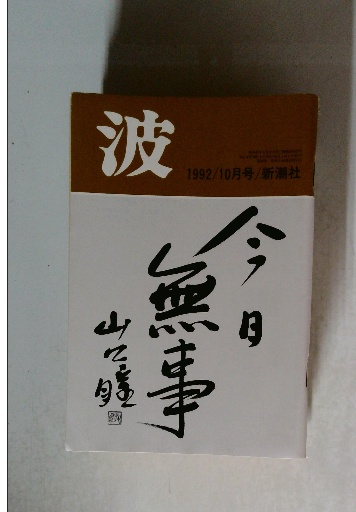 波
1992/10月号/新潮社
今日
無事
山口瞳